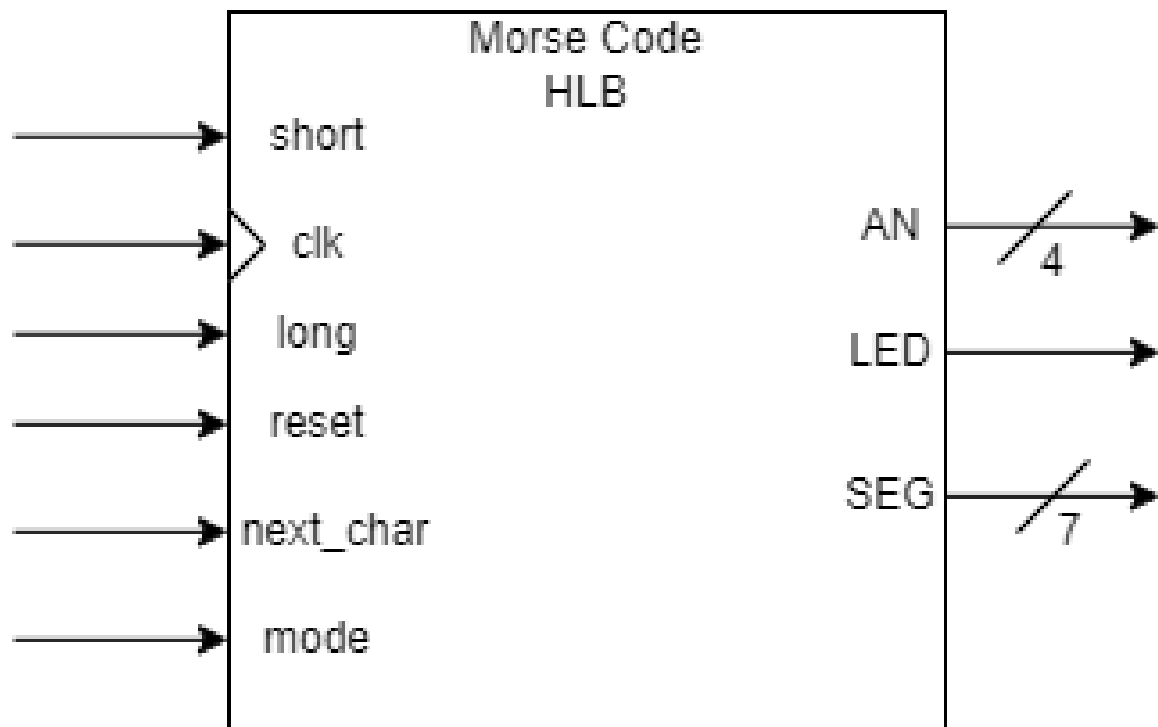 Morse Code
HLB
short
clk
long
reset
next_char
mode
AN
4
LED
SEG
7